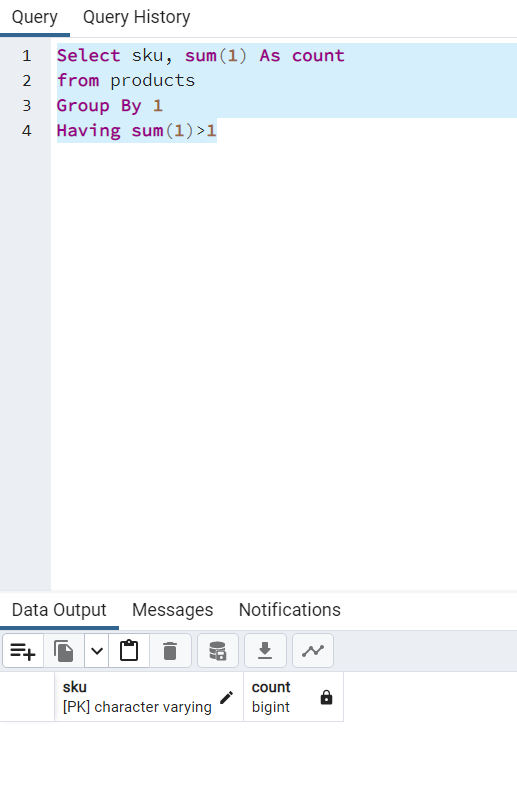 Query Query History
1 Select sku, sum(1) As count
2 from products
3 Group By 1
4 Having sum(1)>1
Data Output Messages Notifications
sku count
[PK] character varying bigint